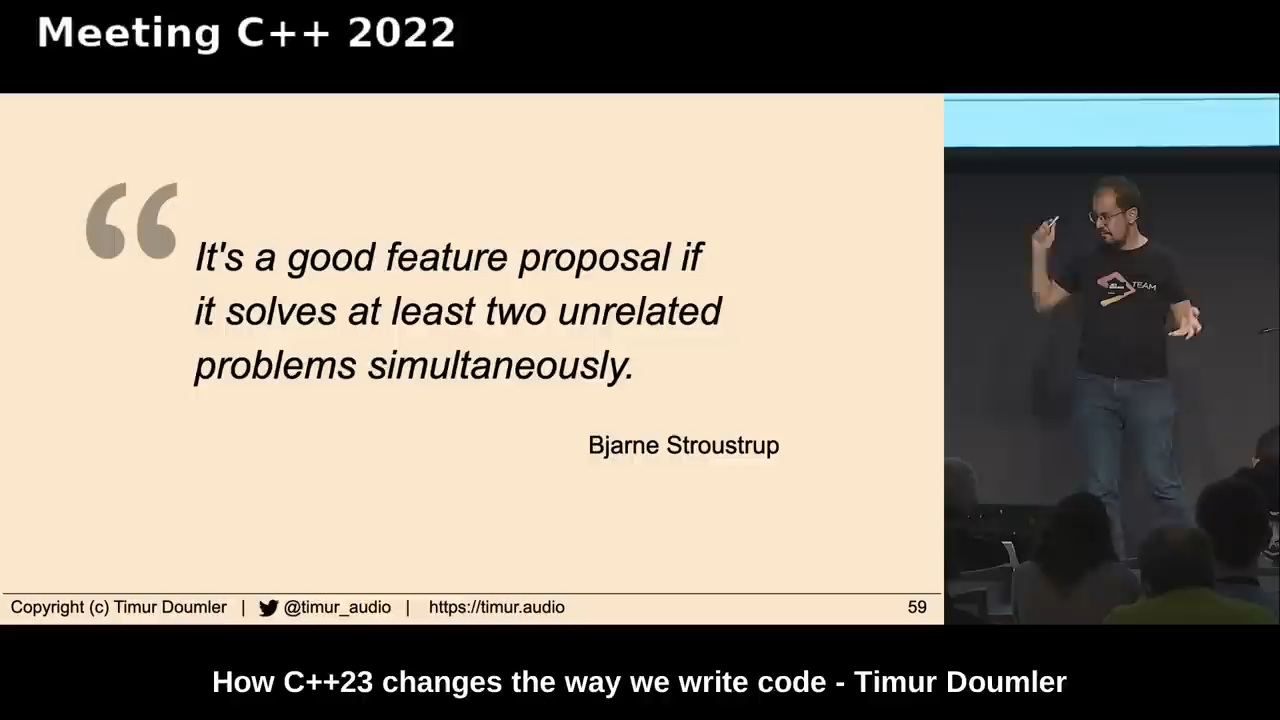 Meeting C++ 2022
“
It's a good feature proposal if
it solves at least two unrelated
problems simultaneously.
Bjarne Stroustrup
Copyright (c) Timur Doumler | @timur_audio | https://timur.audio 59
TEAM
How C++23 changes the way we write code - Timur Doumler